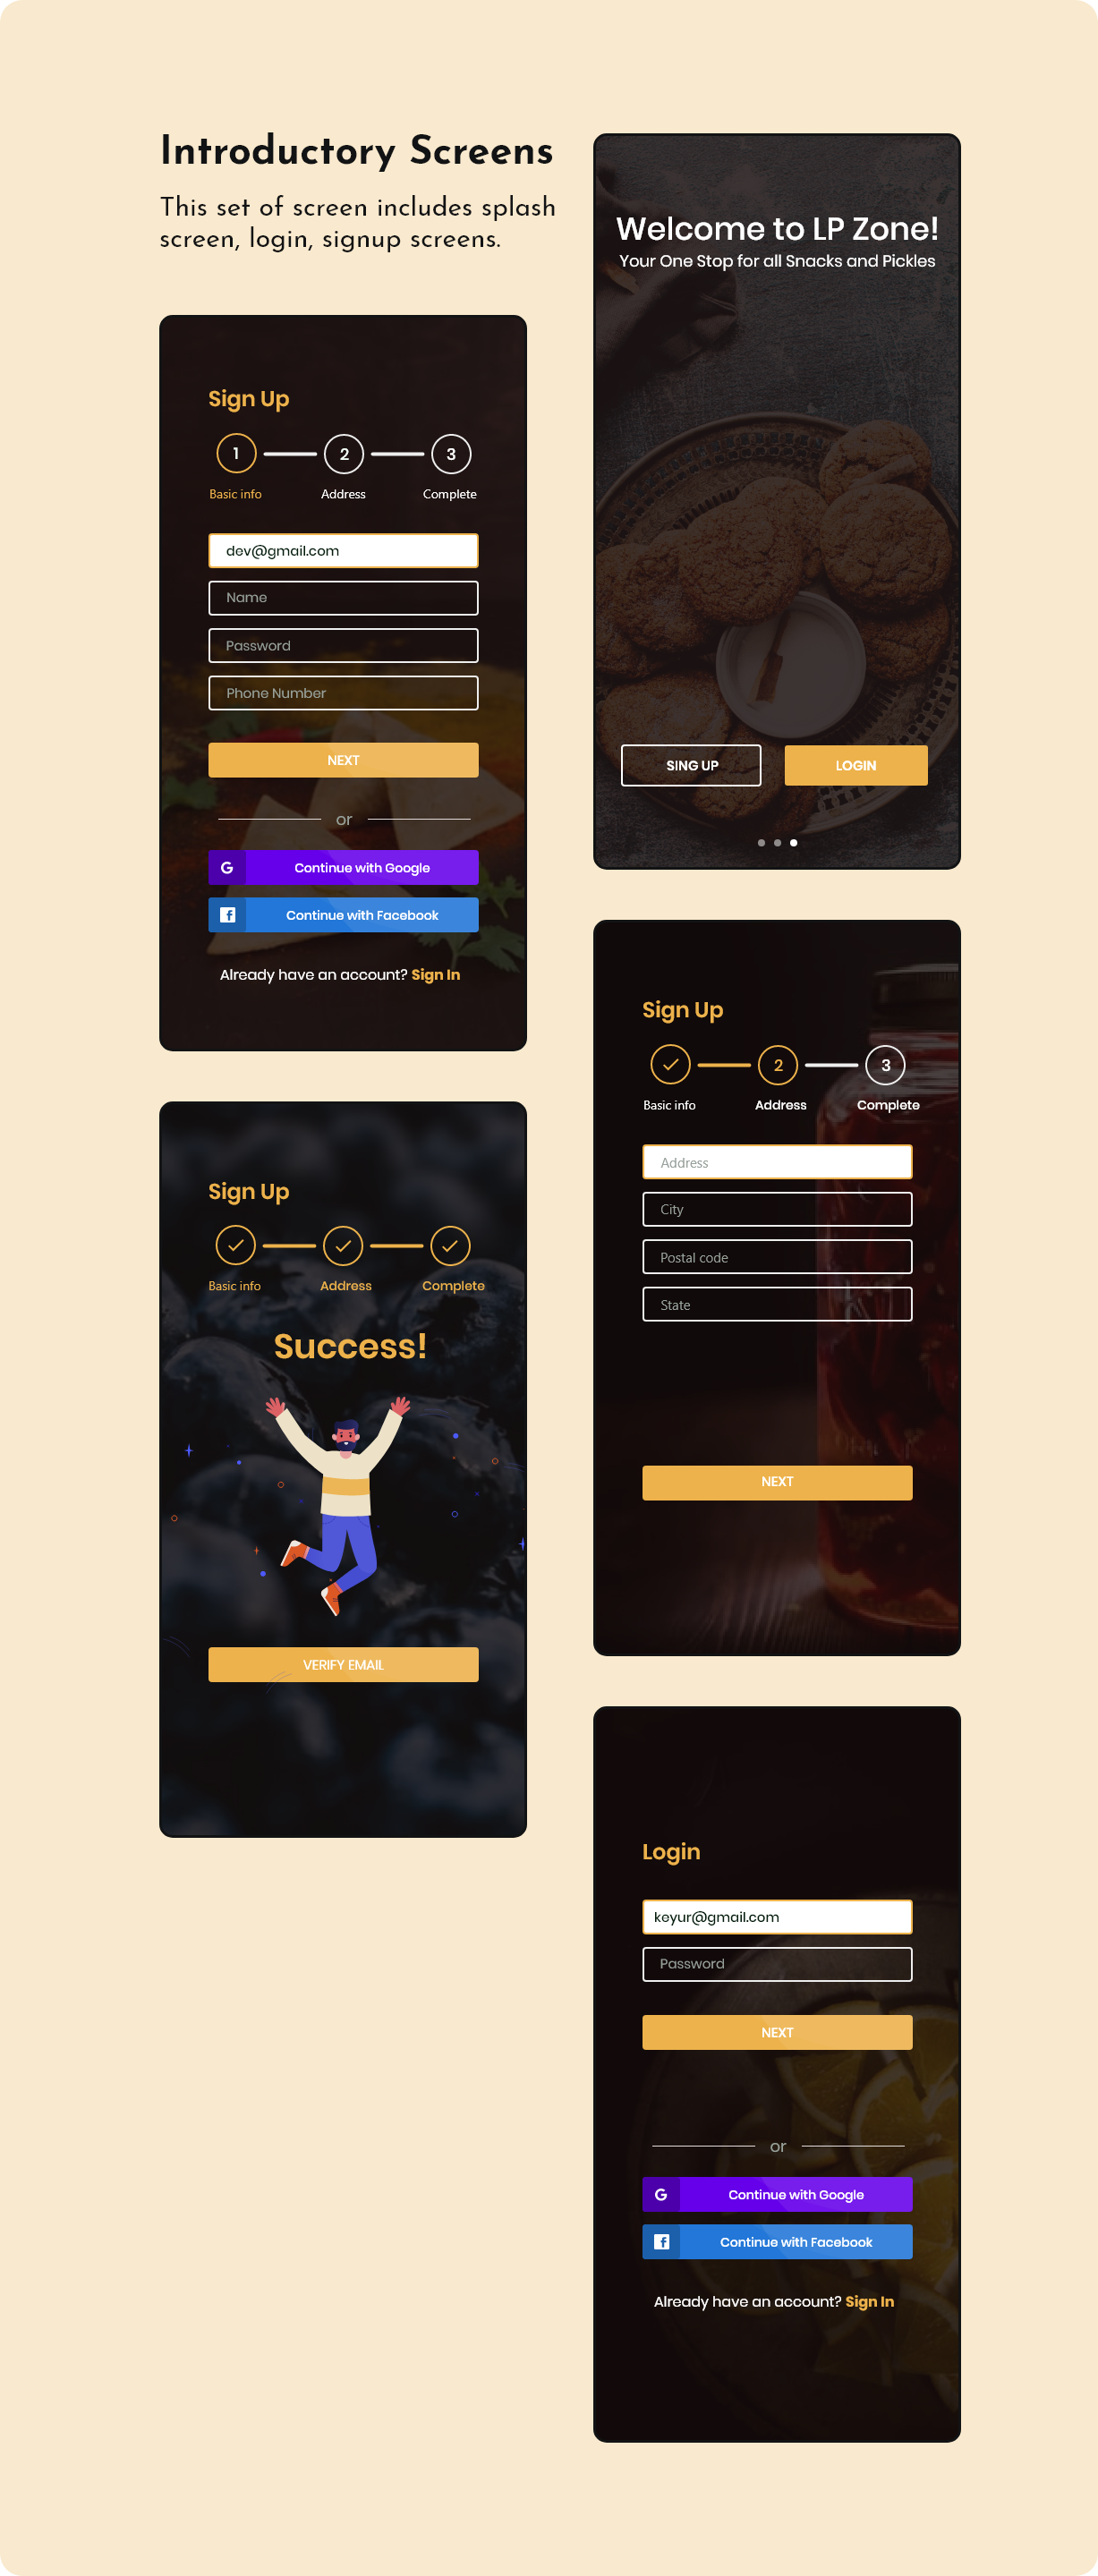 Introductory Screens
This set of screen includes splash
screen, login, signup screens.
Welcome to LP Zone!
Your One Stop for all Snacks and Pickles
SING UP
LOGIN
Sign Up
1
2
3
Basic info
Address
Complete
dev@gmail.com
Name
Password
Phone Number
NEXT
or
G
Continue with Google
f
Continue with Facebook
Already have an account? Sign In
Sign Up
2
3
Basic info
Address
Complete
Address
City
Postal code
State
NEXT
Sign Up
Basic info
Address
Complete
Success!
VERIFY EMAIL
Login
keyur@gmail.com
Password
NEXT
or
G
Continue with Google
f
Continue with Facebook
Already have an account? Sign In